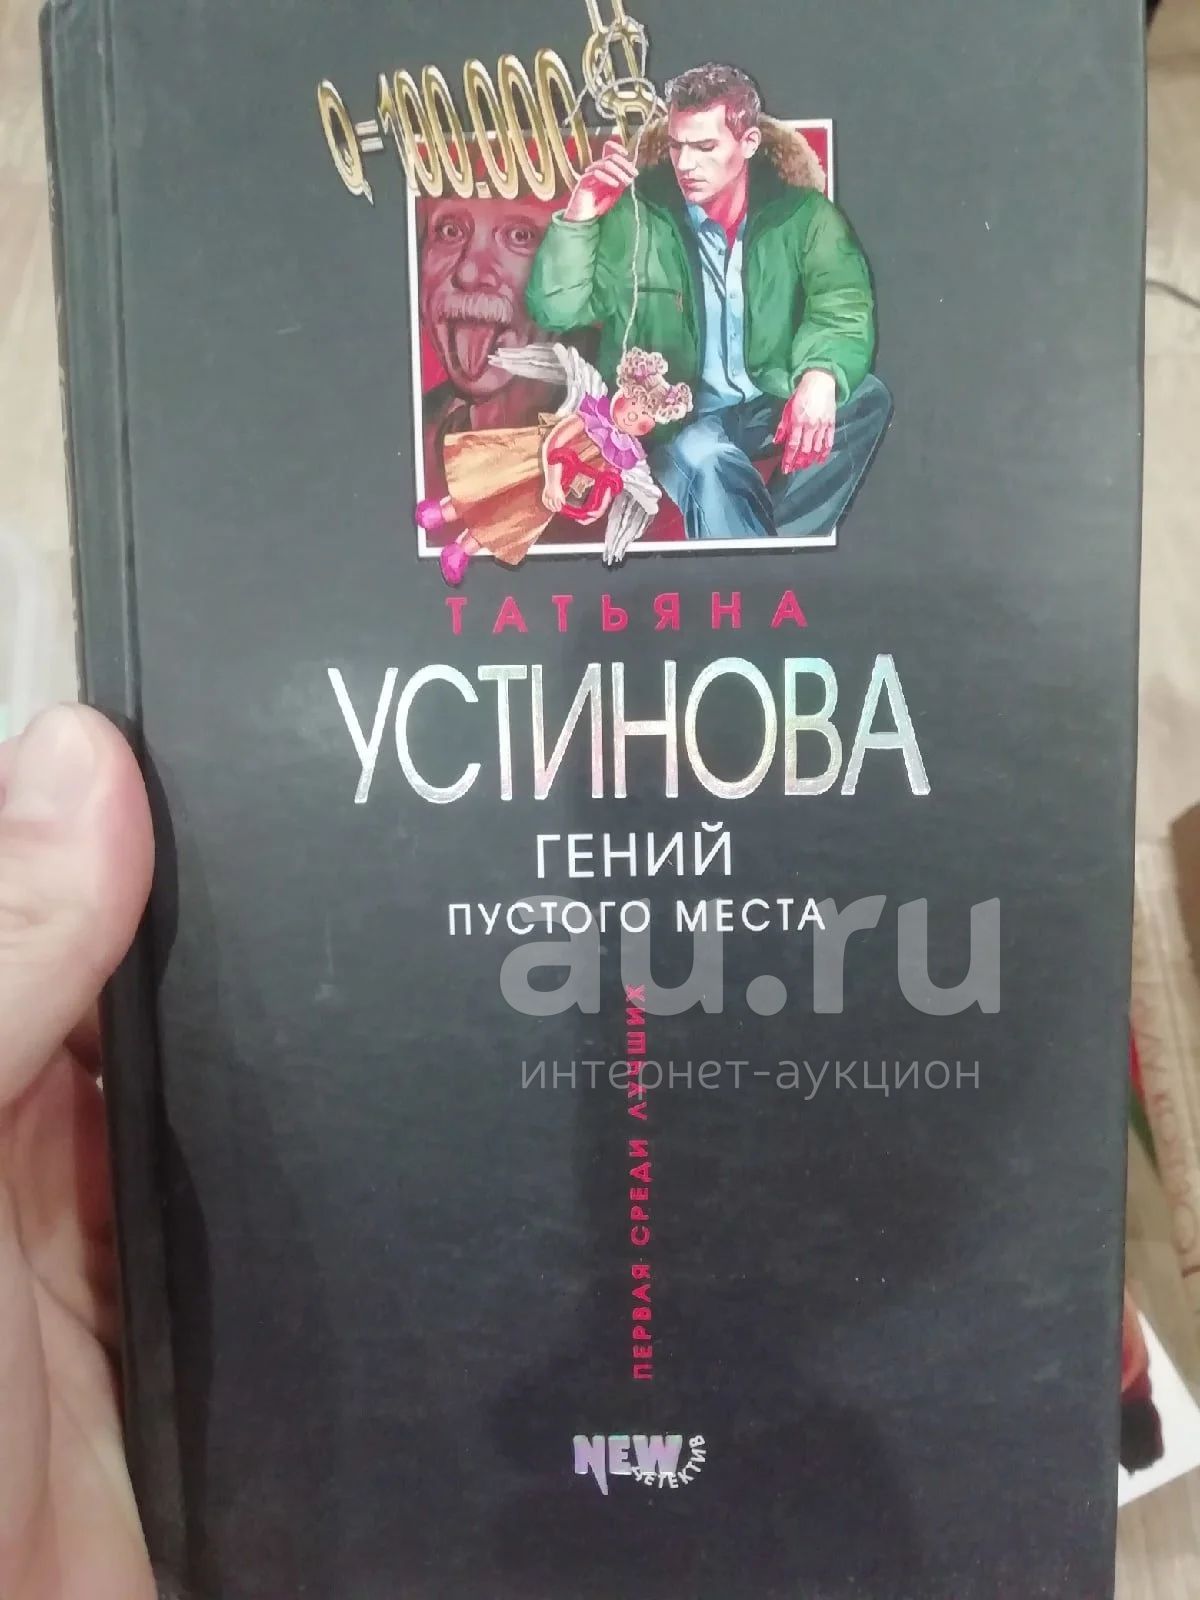 Q=100.000
ТАТЬЯНА
УСТИНОВА
ГЕНИЙ
ПУСТОГО МЕСТА
au.ru
интернет-аукцион
ПЕРВАЯ СРЕДИ ЛУЧШИХ
NEW
ДЕТЕКТИВ